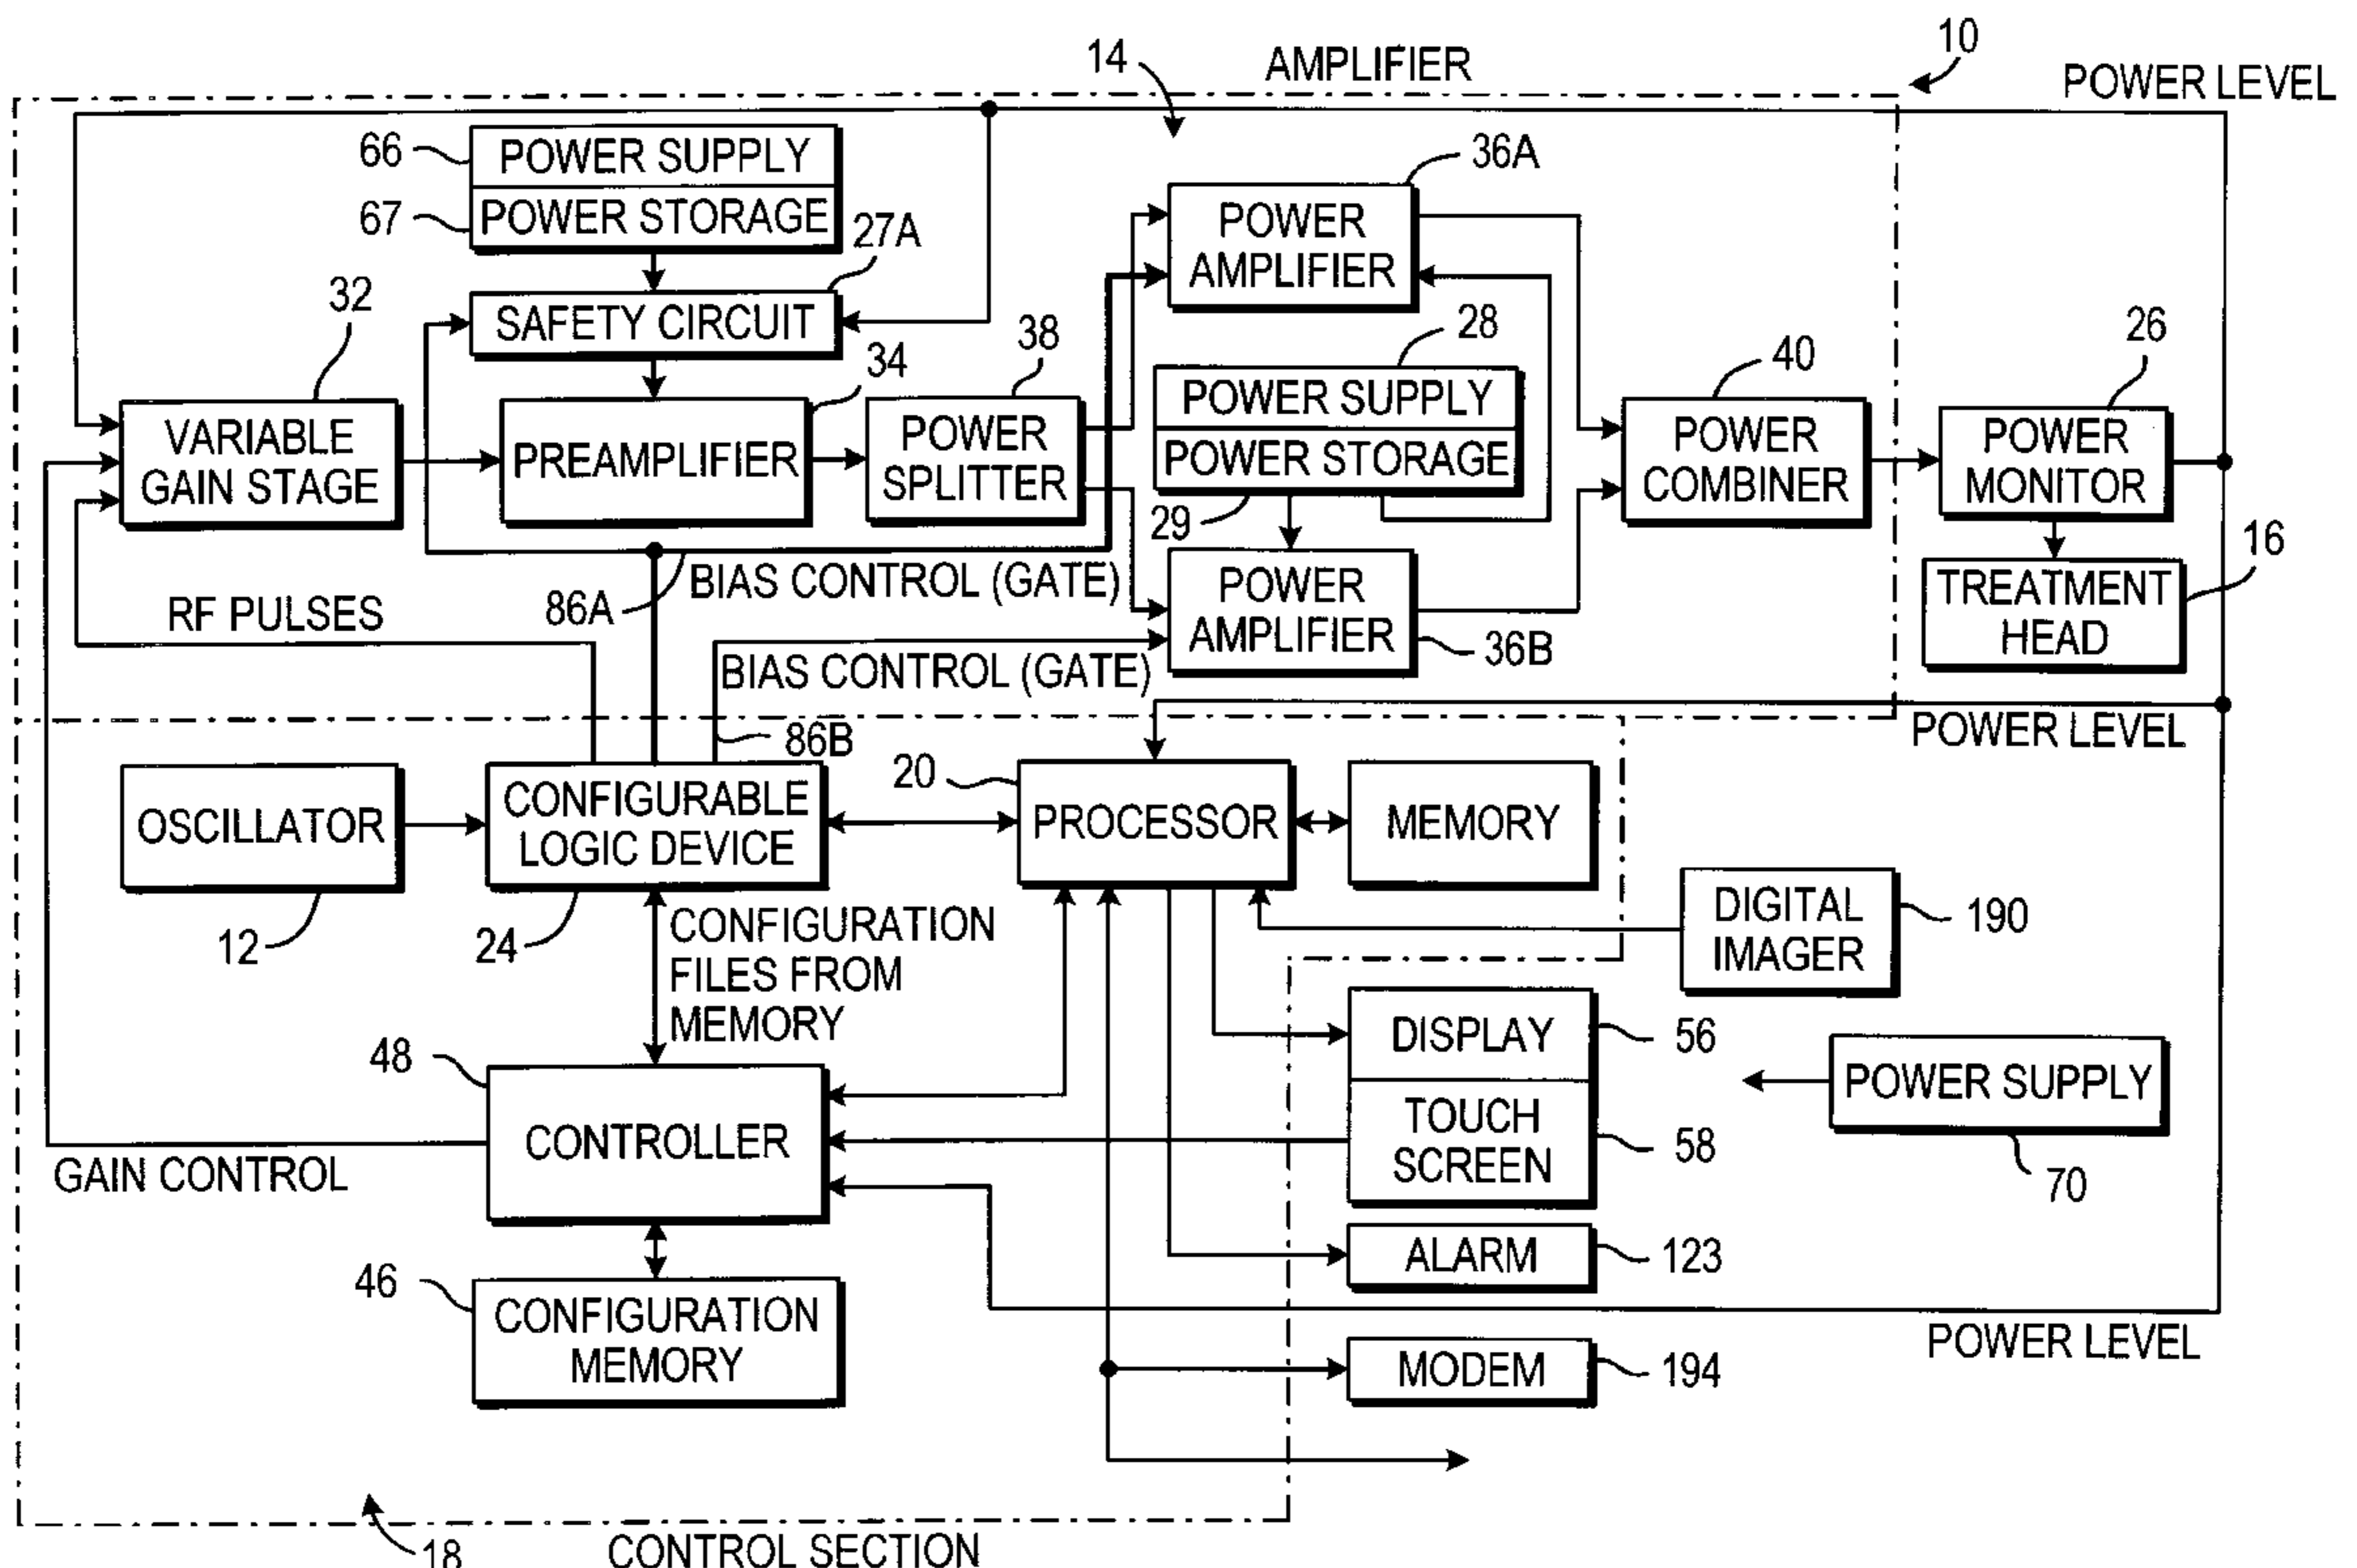 10
14
AMPLIFIER
POWER LEVEL
66
POWER SUPPLY
67
POWER STORAGE
27A
36A
POWER
AMPLIFIER
32
SAFETY CIRCUIT
38
28
34
40
26
VARIABLE
GAIN STAGE
PREAMPLIFIER
POWER
SPLITTER
POWER SUPPLY
POWER STORAGE
29
POWER
COMBINER
POWER
MONITOR
16
TREATMENT
HEAD
86A
BIAS CONTROL (GATE)
RF PULSES
POWER
AMPLIFIER
36B
BIAS CONTROL (GATE)
86B
POWER LEVEL
20
OSCILLATOR
12
CONFIGURABLE
LOGIC DEVICE
24
PROCESSOR
MEMORY
DIGITAL
IMAGER
190
CONFIGURATION
FILES FROM
MEMORY
48
CONTROLLER
GAIN CONTROL
DISPLAY
56
TOUCH
SCREEN
58
POWER SUPPLY
70
46
CONFIGURATION
MEMORY
ALARM
123
POWER LEVEL
MODEM
194
18
CONTROL SECTION